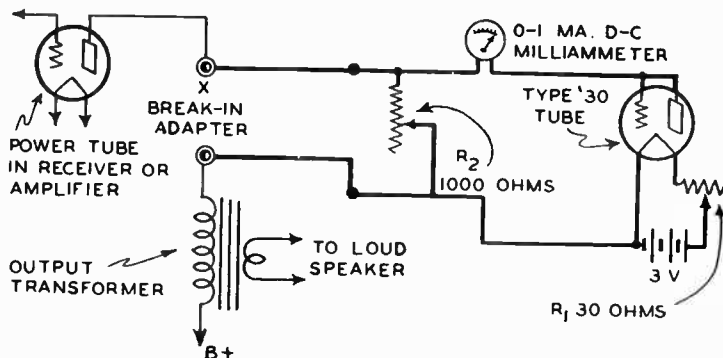 0-1 MA. D-C
MILLIAMMETER
X
BREAK-IN
ADAPTER
TYPE '30
TUBE
POWER TUBE
IN RECEIVER OR
AMPLIFIER
R2
1000 OHMS
OUTPUT
TRANSFORMER
TO LOUD
SPEAKER
3 V
R1 30 OHMS
B+